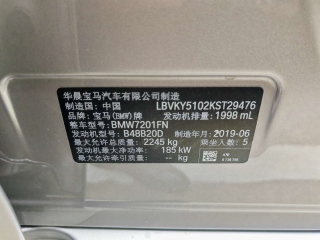 华晨宝马汽车有限公司制造
制造国：中国 LBVKY5102KST29476
品牌：宝马(BMW)牌 发动机排量：1998 mL
整车型号：BMW7201FN
发动机型号：B48B20D 制造年月：2019-06
最大允许总质量：2245 kg 乘坐人数：5
发动机最大净功率：185 kW
最大允许牵引质量：-- kg